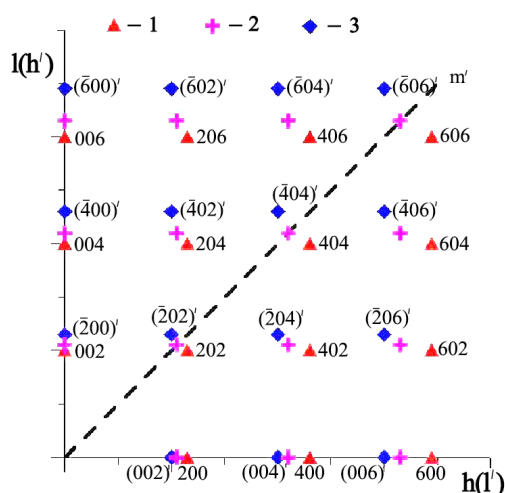 – 1 – 2 – 3
l(h′)
m′
(6̄00)′ (6̄02)′ (6̄04)′ (6̄06)′
006 206 406 606
(4̄00)′ (4̄02)′ (4̄04)′ (4̄06)′
004 204 404 604
(2̄00)′ (2̄02)′ (2̄04)′ (2̄06)′
002 202 402 602
(002)′ 200 (004)′ 400 (006)′ 600
h(l′)